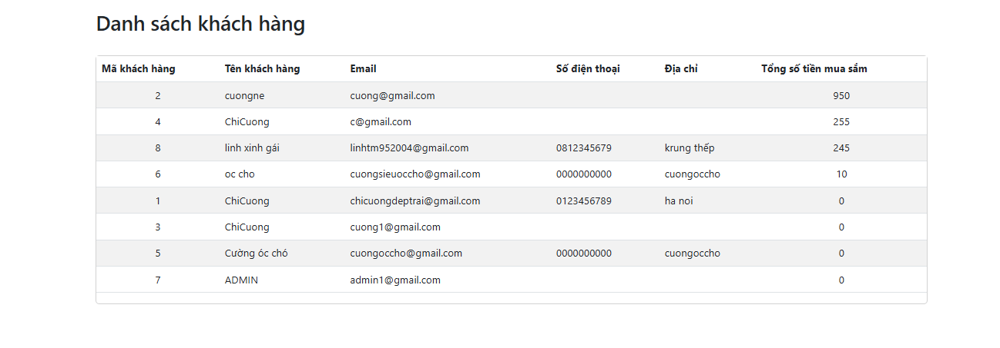 Danh sách khách hàng
Mã khách hàng Tên khách hàng Email Số điện thoại Địa chỉ Tổng số tiền mua sắm
2 cuongne cuong@gmail.com 950
4 ChiCuong c@gmail.com 255
8 linh xinh gái linhtm952004@gmail.com 0812345679 krung thếp 245
6 oc cho cuongsieuoccho@gmail.com 0000000000 cuongoccho 10
1 ChiCuong chicuongdeptrai@gmail.com 0123456789 ha noi 0
3 ChiCuong cuong1@gmail.com 0
5 Cường óc chó cuongoccho@gmail.com 0000000000 cuongoccho 0
7 ADMIN admin1@gmail.com 0